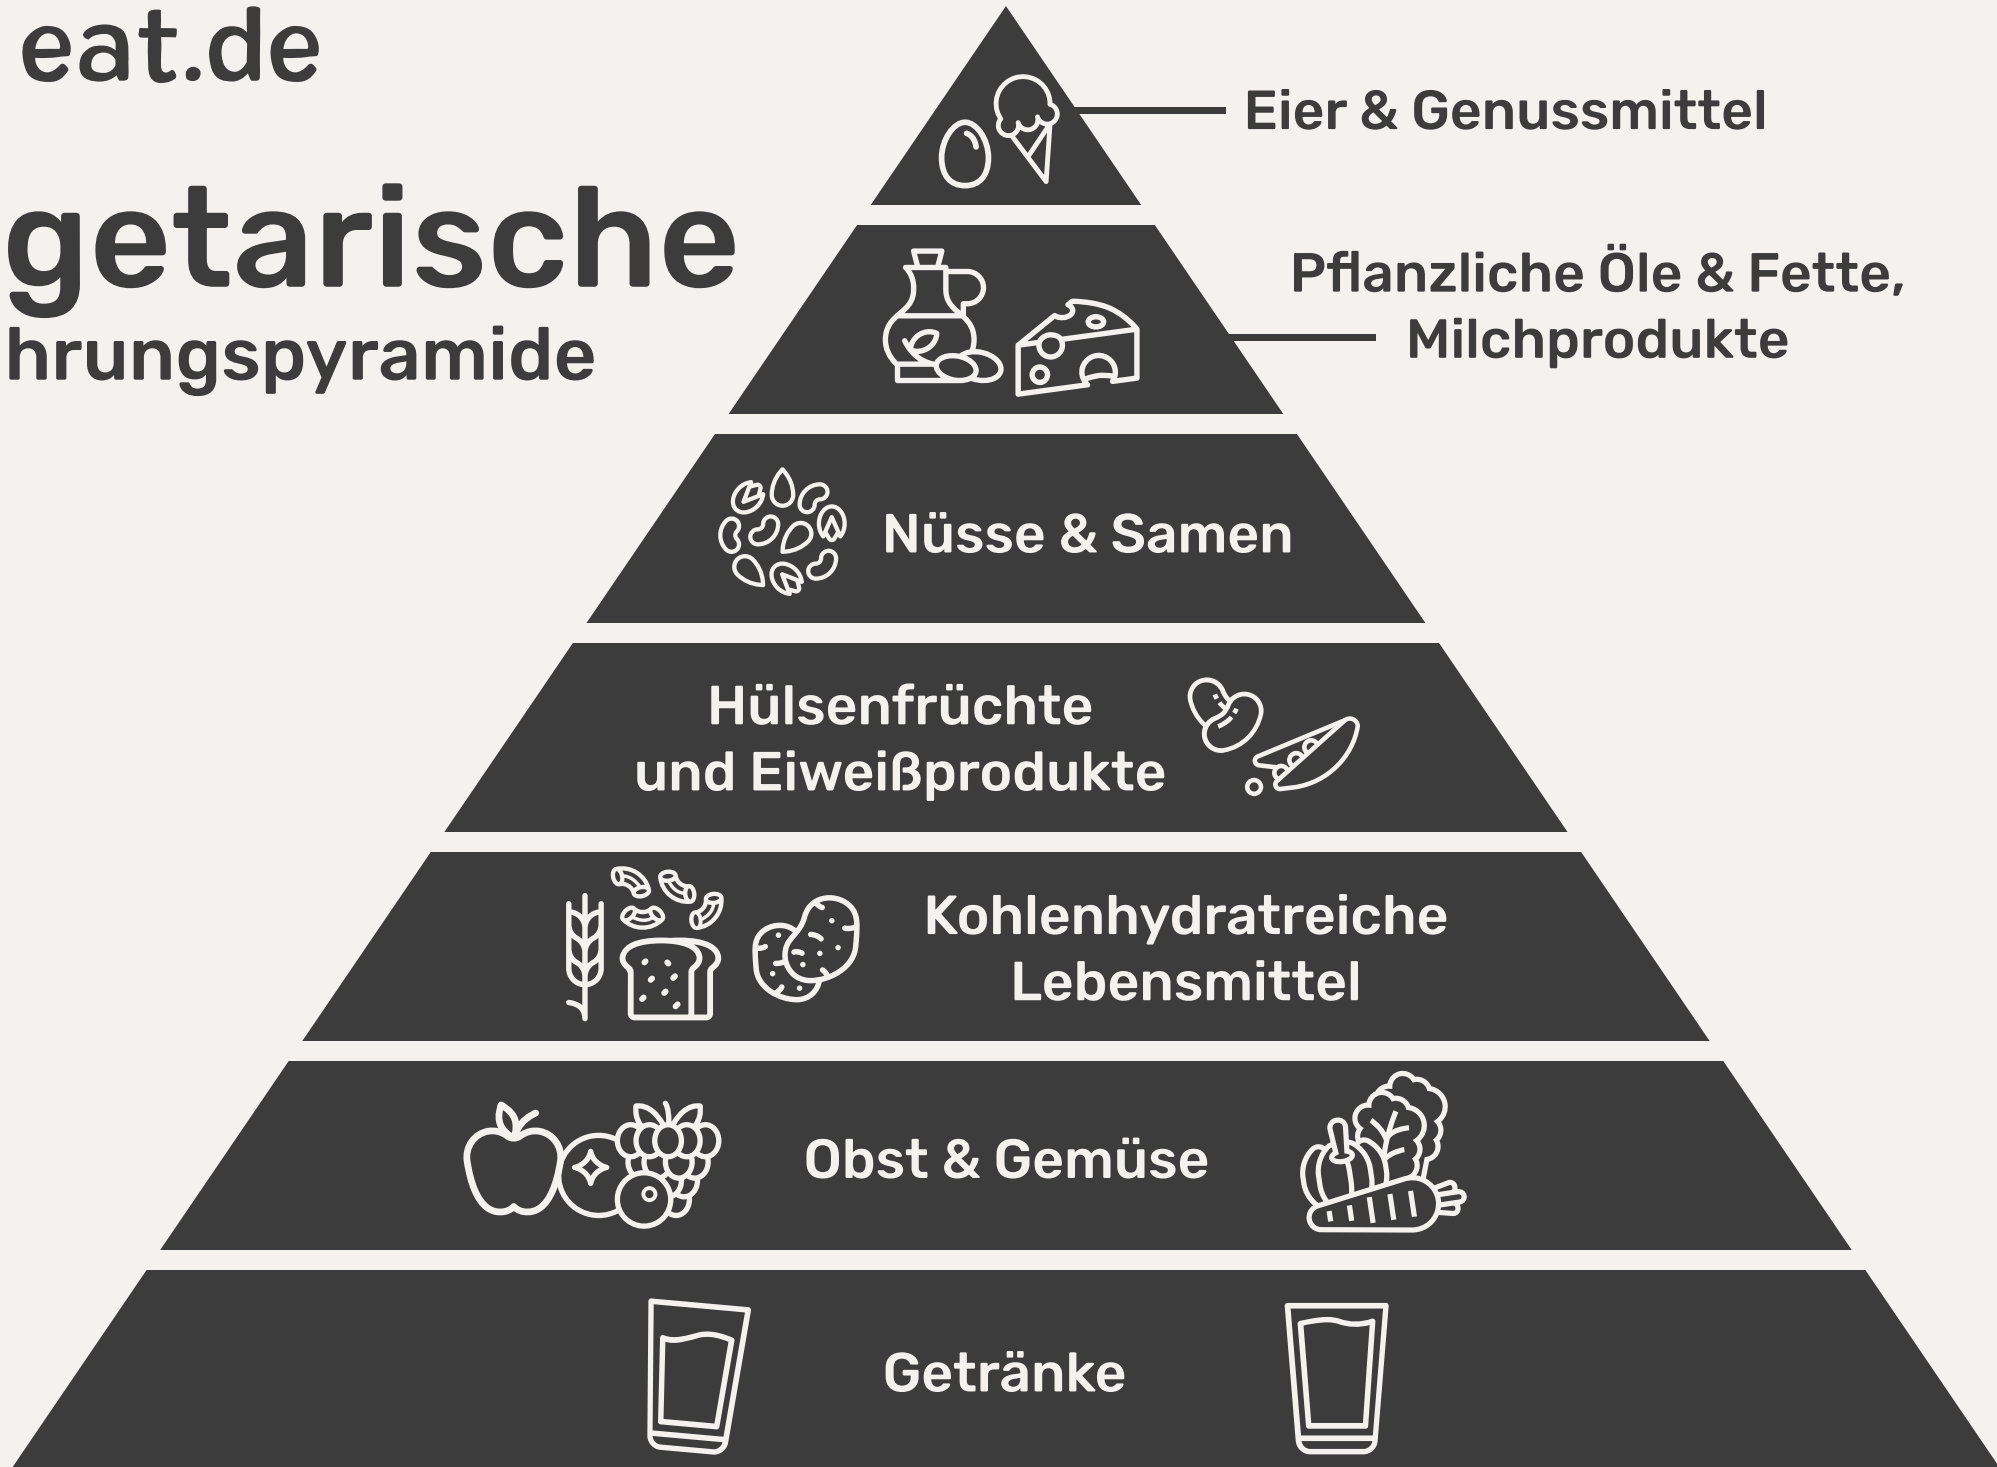 eat.de
getarische
hrungspyramide
Eier & Genussmittel
Pflanzliche Öle & Fette,
Milchprodukte
Nüsse & Samen
Hülsenfrüchte
und Eiweißprodukte
Kohlenhydratreiche
Lebensmittel
Obst & Gemüse
Getränke